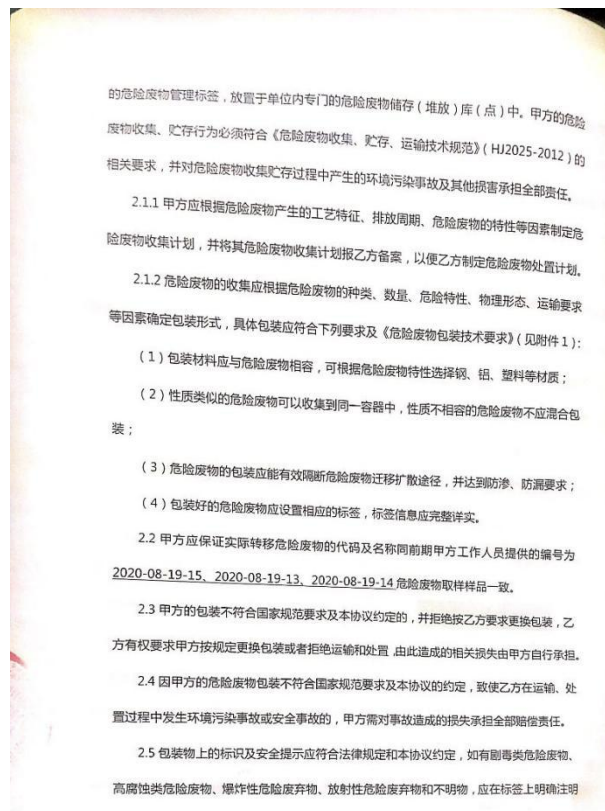 的危险废物管理标签，放置于单位内专门的危险废物储存（堆放）库（点）中。甲方的危险
废物收集、贮存行为必须符合《危险废物收集、贮存、运输技术规范》（HJ2025-2012）的
相关要求，并对危险废物收集贮存过程中产生的环境污染事故及其他损害承担全部责任。
2.1.1 甲方应根据危险废物产生的工艺特征、排放周期、危险废物的特性等因素制定危
险废物收集计划，并将其危险废物收集计划报乙方备案，以便乙方制定危险废物处置计划。
2.1.2 危险废物的收集应根据危险废物的种类、数量、危险特性、物理形态、运输要求
等因素确定包装形式，具体包装应符合下列要求及《危险废物包装技术要求》（见附件 1）：
（1）包装材料应与危险废物相容，可根据危险废物特性选择钢、铝、塑料等材质；
（2）性质类似的危险废物可以收集到同一容器中，性质不相容的危险废物不应混合包
装；
（3）危险废物的包装应能有效隔断危险废物迁移扩散途径，并达到防渗、防漏要求；
（4）包装好的危险废物应设置相应的标签，标签信息应完整详实。
2.2 甲方应保证实际转移危险废物的代码及名称同前期甲方工作人员提供的编号为
2020-08-19-15、2020-08-19-13、2020-08-19-14 危险废物取样样品一致。
2.3 甲方的包装不符合国家规范要求及本协议约定的，并拒绝按乙方要求更换包装，乙
方有权要求甲方按规定更换包装或者拒绝运输和处置,由此造成的相关损失由甲方自行承担。
2.4 因甲方的危险废物包装不符合国家规范要求及本协议的约定，致使乙方在运输、处
置过程中发生环境污染事故或安全事故的，甲方需对事故造成的损失承担全部赔偿责任。
2.5 包装物上的标识及安全提示应符合法律规定和本协议约定，如有剧毒类危险废物、
高腐蚀类危险废物、爆炸性危险废弃物、放射性危险废弃物和不明物，应在标签上明确注明